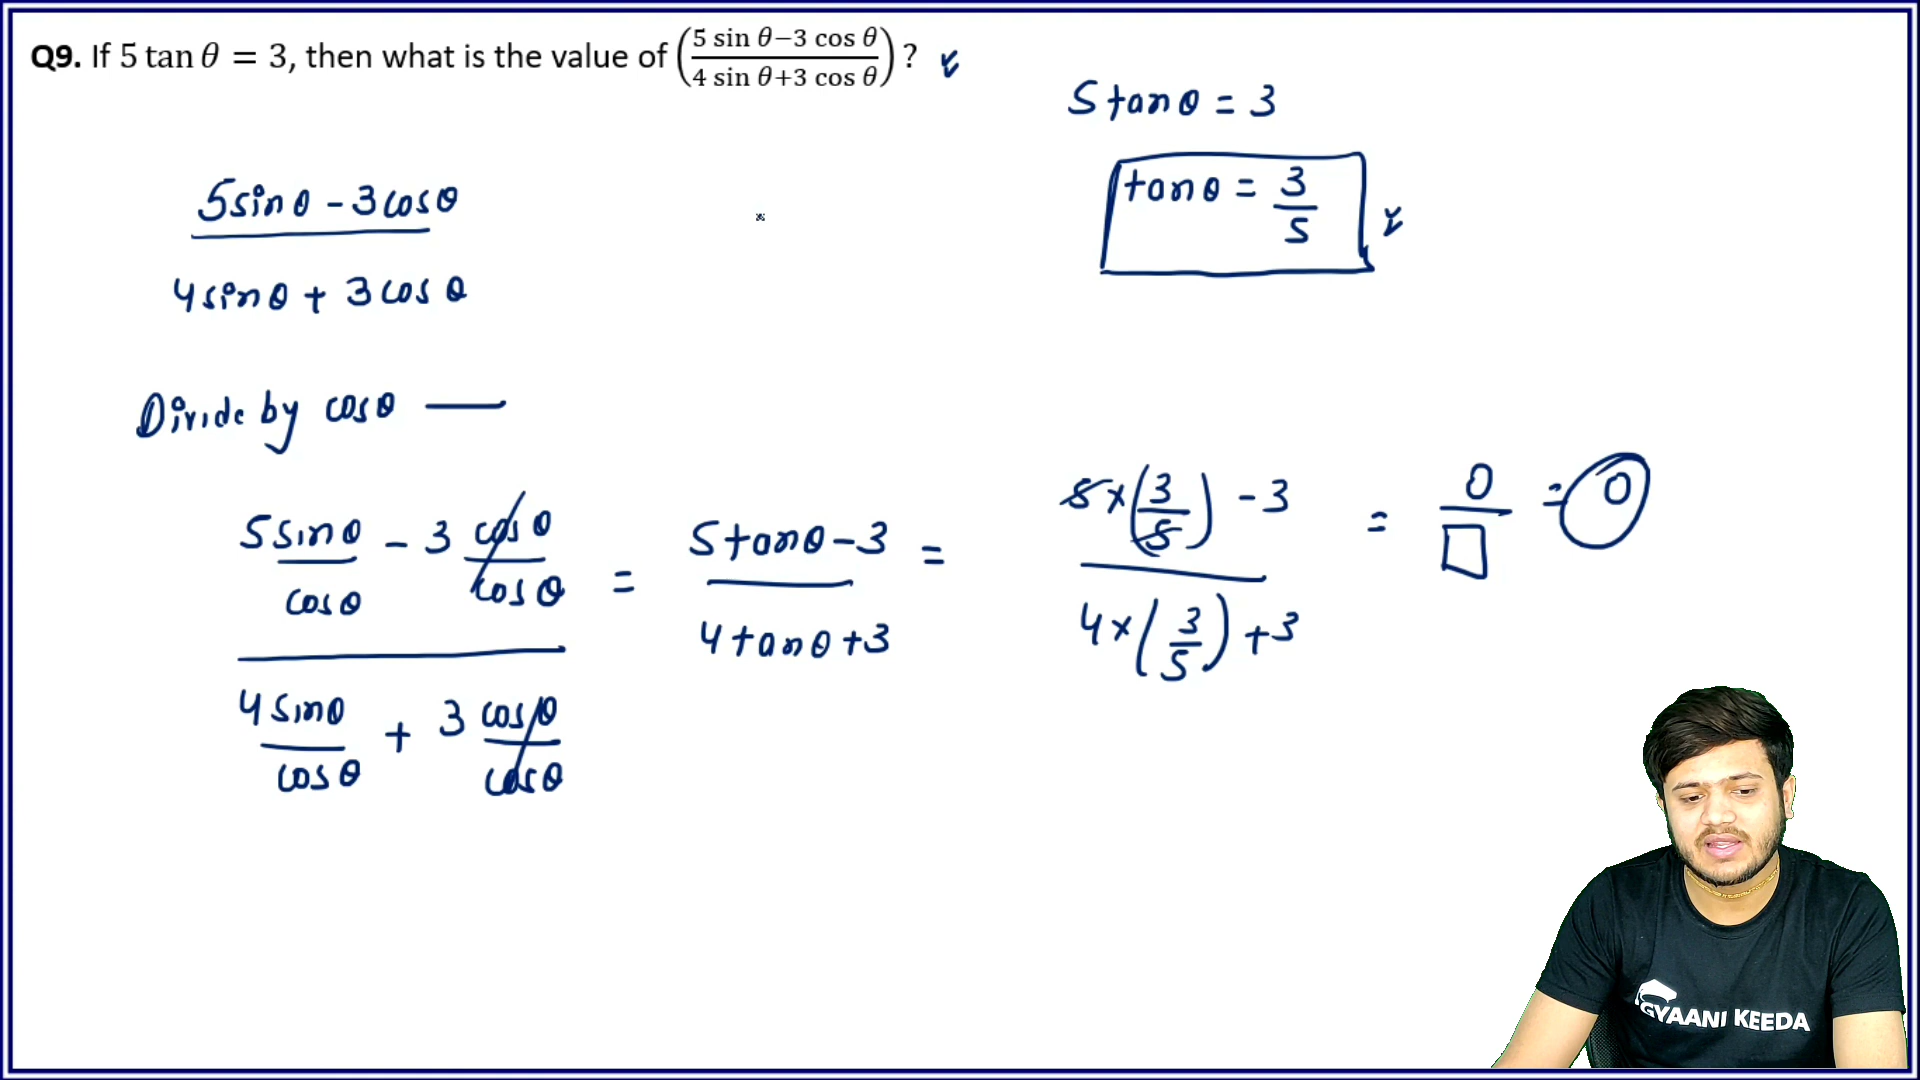 Q9. If 5 tan θ = 3, then what is the value of (5 sin θ−3 cos θ / 4 sin θ+3 cos θ) ?
5 tan θ = 3
tan θ = 3/5
5 sin θ - 3 cos θ
4 sin θ + 3 cos θ
Divide by cos θ —
5 sin θ / cos θ - 3 cos θ / cos θ = 5 tan θ - 3 = 5 × (3/5) - 3 = 0/□ = 0
4 sin θ / cos θ + 3 cos θ / cos θ
4 tan θ + 3
4 × (3/5) + 3
GYAANI KEEDA